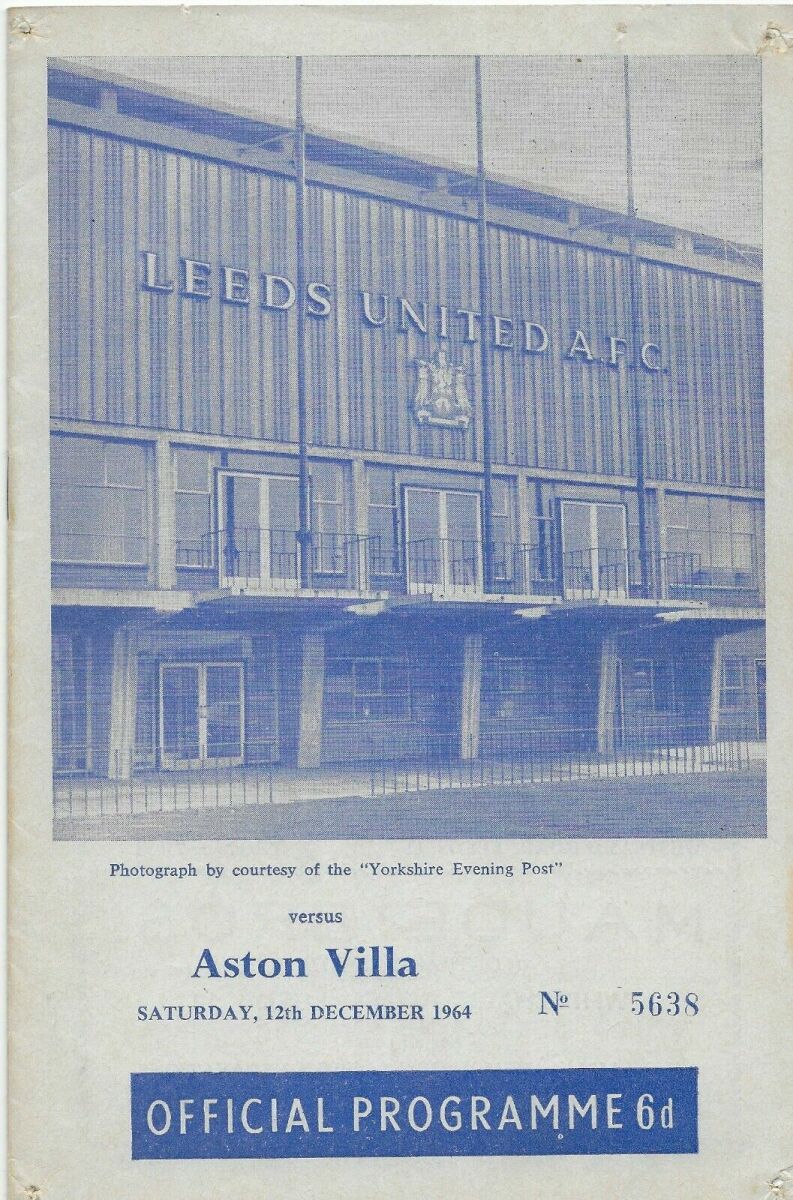 LEEDS UNITED A.F.C.
Photograph by courtesy of the "Yorkshire Evening Post"
versus
Aston Villa
SATURDAY, 12th DECEMBER 1964
Nº 5638
OFFICIAL PROGRAMME 6d